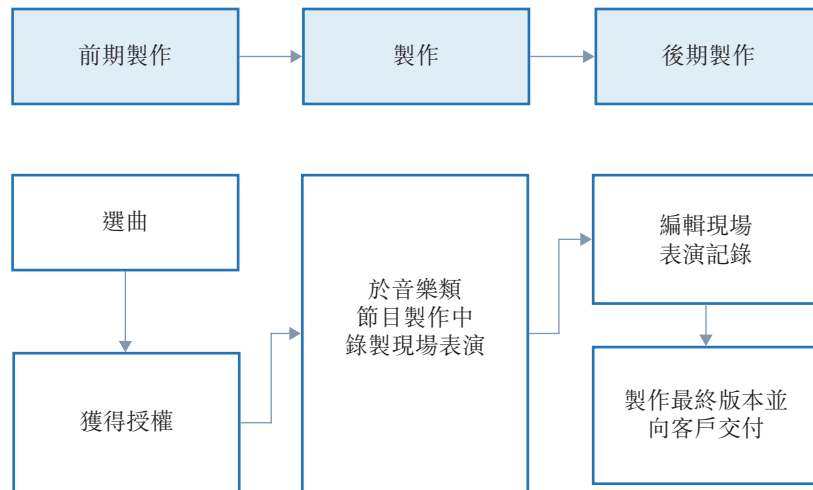 前期製作
製作
後期製作
選曲
獲得授權
於音樂類
節目製作中
錄製現場表演
編輯現場
表演記錄
製作最終版本並
向客戶交付